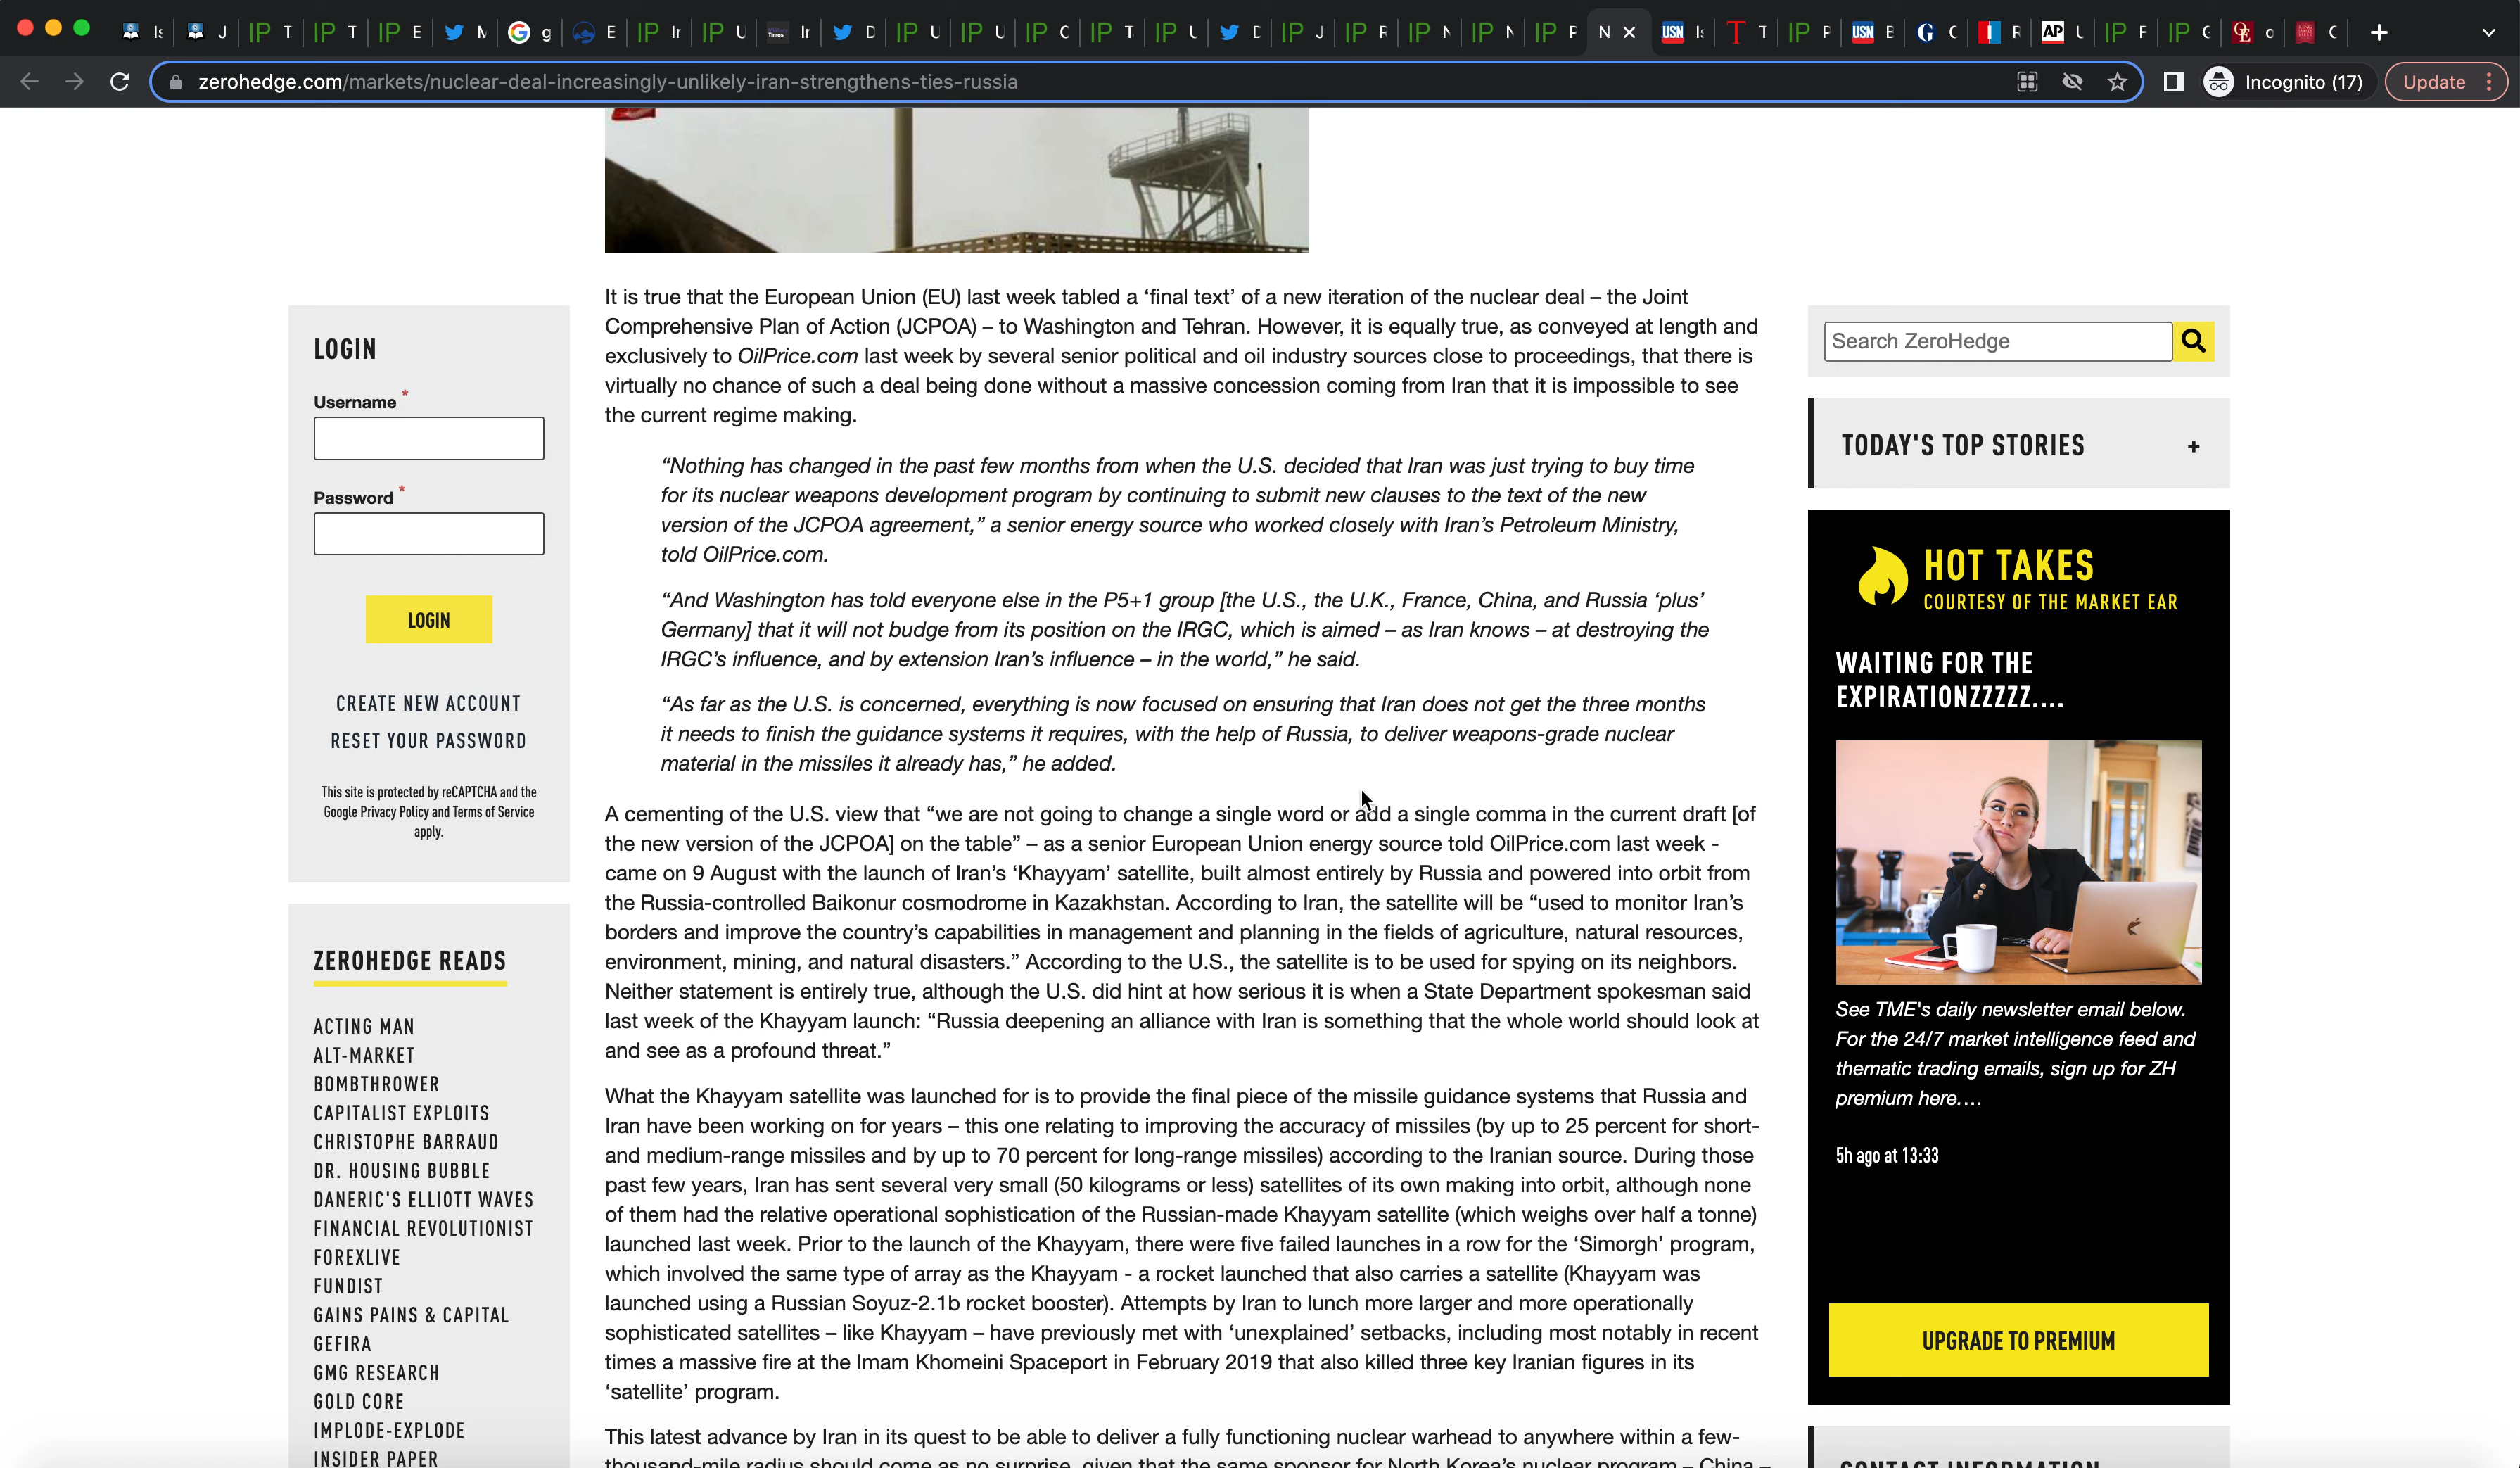 Is
J
IP T
IP T
IP E
M
g
E
IP Ir
IP U
Times Ir
D
IP U
IP U
IP C
IP T
IP U
D
IP J
IP R
IP N
IP N
IP P
N
USN Is
T T
IP P
USN E
G C
F
AP U
IP F
IP G
OE o
C
zerohedge.com/markets/nuclear-deal-increasingly-unlikely-iran-strengthens-ties-russia
Incognito (17)
Update
LOGIN
Username *
Password *
LOGIN
CREATE NEW ACCOUNT
RESET YOUR PASSWORD
This site is protected by reCAPTCHA and the
Google Privacy Policy and Terms of Service
apply.
ZEROHEDGE READS
ACTING MAN
ALT-MARKET
BOMBTHROWER
CAPITALIST EXPLOITS
CHRISTOPHE BARRAUD
DR. HOUSING BUBBLE
DANERIC'S ELLIOTT WAVES
FINANCIAL REVOLUTIONIST
FOREXLIVE
FUNDIST
GAINS PAINS & CAPITAL
GEFIRA
GMG RESEARCH
GOLD CORE
IMPLODE-EXPLODE
INSIDER PAPER
It is true that the European Union (EU) last week tabled a ‘final text’ of a new iteration of the nuclear deal – the Joint
Comprehensive Plan of Action (JCPOA) – to Washington and Tehran. However, it is equally true, as conveyed at length and
exclusively to OilPrice.com last week by several senior political and oil industry sources close to proceedings, that there is
virtually no chance of such a deal being done without a massive concession coming from Iran that it is impossible to see
the current regime making.
“Nothing has changed in the past few months from when the U.S. decided that Iran was just trying to buy time
for its nuclear weapons development program by continuing to submit new clauses to the text of the new
version of the JCPOA agreement,” a senior energy source who worked closely with Iran’s Petroleum Ministry,
told OilPrice.com.
“And Washington has told everyone else in the P5+1 group [the U.S., the U.K., France, China, and Russia ‘plus’
Germany] that it will not budge from its position on the IRGC, which is aimed – as Iran knows – at destroying the
IRGC’s influence, and by extension Iran’s influence – in the world,” he said.
“As far as the U.S. is concerned, everything is now focused on ensuring that Iran does not get the three months
it needs to finish the guidance systems it requires, with the help of Russia, to deliver weapons-grade nuclear
material in the missiles it already has,” he added.
A cementing of the U.S. view that “we are not going to change a single word or add a single comma in the current draft [of
the new version of the JCPOA] on the table” – as a senior European Union energy source told OilPrice.com last week -
came on 9 August with the launch of Iran’s ‘Khayyam’ satellite, built almost entirely by Russia and powered into orbit from
the Russia-controlled Baikonur cosmodrome in Kazakhstan. According to Iran, the satellite will be “used to monitor Iran’s
borders and improve the country’s capabilities in management and planning in the fields of agriculture, natural resources,
environment, mining, and natural disasters.” According to the U.S., the satellite is to be used for spying on its neighbors.
Neither statement is entirely true, although the U.S. did hint at how serious it is when a State Department spokesman said
last week of the Khayyam launch: “Russia deepening an alliance with Iran is something that the whole world should look at
and see as a profound threat.”
What the Khayyam satellite was launched for is to provide the final piece of the missile guidance systems that Russia and
Iran have been working on for years – this one relating to improving the accuracy of missiles (by up to 25 percent for short-
and medium-range missiles and by up to 70 percent for long-range missiles) according to the Iranian source. During those
past few years, Iran has sent several very small (50 kilograms or less) satellites of its own making into orbit, although none
of them had the relative operational sophistication of the Russian-made Khayyam satellite (which weighs over half a tonne)
launched last week. Prior to the launch of the Khayyam, there were five failed launches in a row for the ‘Simorgh’ program,
which involved the same type of array as the Khayyam - a rocket launched that also carries a satellite (Khayyam was
launched using a Russian Soyuz-2.1b rocket booster). Attempts by Iran to lunch more larger and more operationally
sophisticated satellites – like Khayyam – have previously met with ‘unexplained’ setbacks, including most notably in recent
times a massive fire at the Imam Khomeini Spaceport in February 2019 that also killed three key Iranian figures in its
‘satellite’ program.
This latest advance by Iran in its quest to be able to deliver a fully functioning nuclear warhead to anywhere within a few-
thousand-mile radius should come as no surprise, given that the same sponsor for North Korea’s nuclear program – China –
Search ZeroHedge
TODAY'S TOP STORIES +
HOT TAKES
COURTESY OF THE MARKET EAR
WAITING FOR THE
EXPIRATIONZZZZZ....
See TME's daily newsletter email below.
For the 24/7 market intelligence feed and
thematic trading emails, sign up for ZH
premium here....
5h ago at 13:33
UPGRADE TO PREMIUM
CONTACT INFORMATION